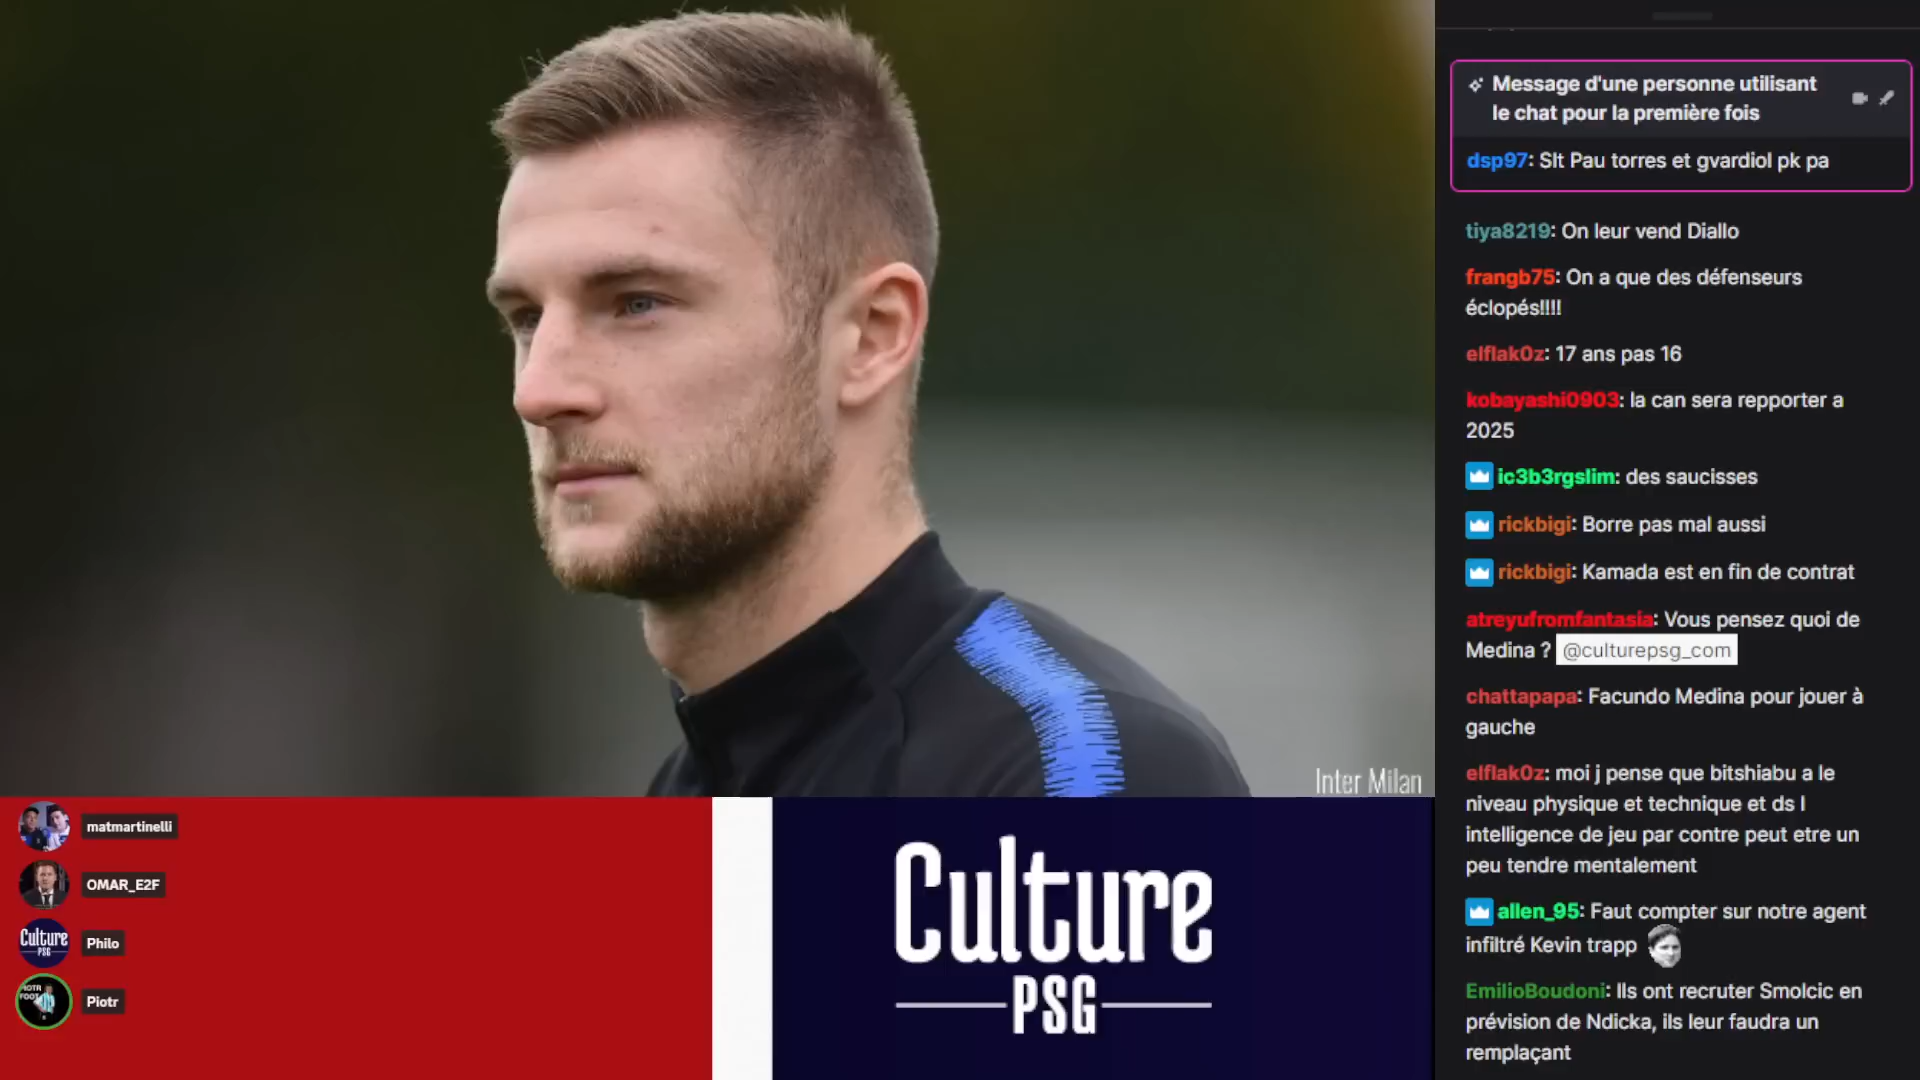 Inter Milan
matmartinelli
OMAR_E2F
Culture
PSG
Philo
Piotr
Culture
PSG
Message d'une personne utilisant
le chat pour la première fois
dsp97: Slt Pau torres et gvardiol pk pa
tiya8219: On leur vend Diallo
frangb75: On a que des défenseurs
éclopés!!!!
elflak0z: 17 ans pas 16
kobayashi0903: la can sera repporter a
2025
ic3b3rgslim: des saucisses
rickbigi: Borre pas mal aussi
rickbigi: Kamada est en fin de contrat
atreyufromfantasia: Vous pensez quoi de
Medina ? @culturepsg_com
chattapapa: Facundo Medina pour jouer à
gauche
elflak0z: moi j pense que bitshiabu a le
niveau physique et technique et ds l
intelligence de jeu par contre peut etre un
peu tendre mentalement
allen_95: Faut compter sur notre agent
infiltré Kevin trapp
EmilioBoudoni: Ils ont recruter Smolcic en
prévision de Ndicka, ils leur faudra un
remplaçant